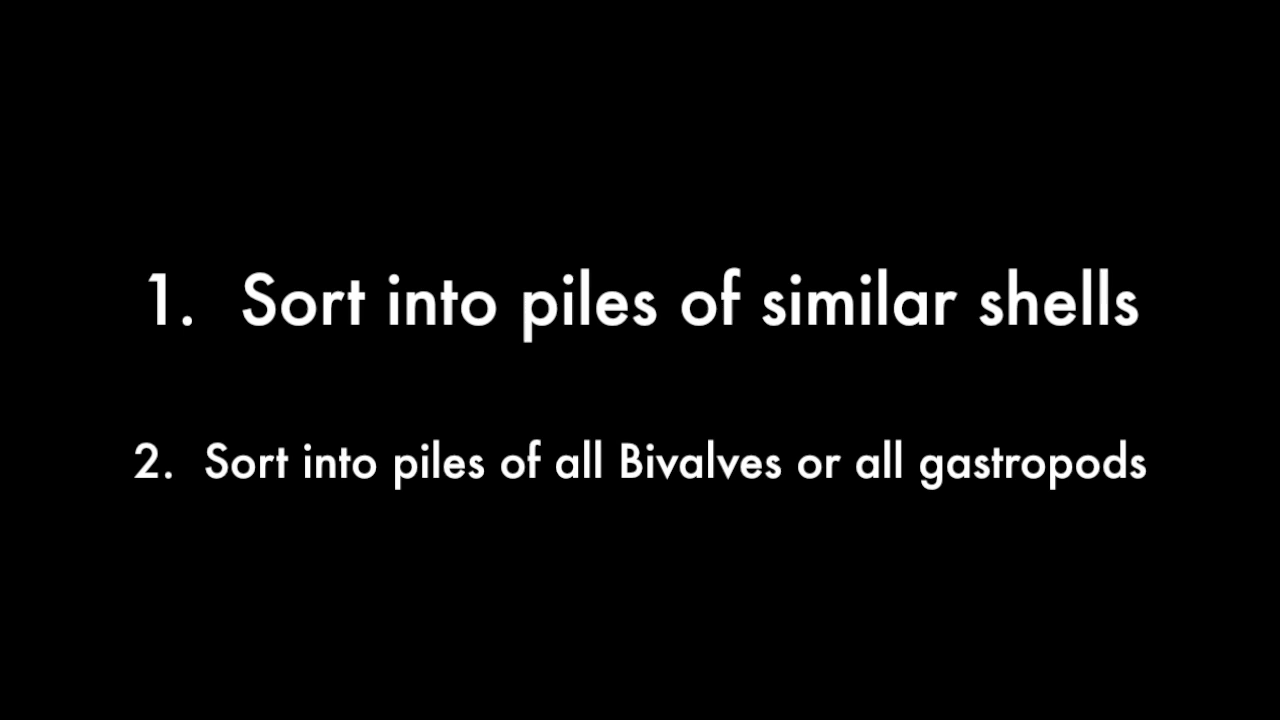 1. Sort into piles of similar shells
2. Sort into piles of all Bivalves or all gastropods